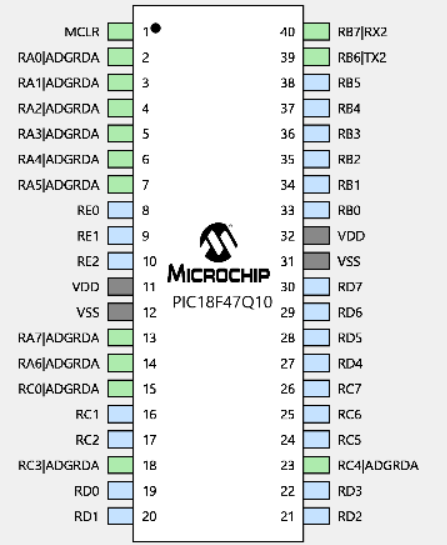 MCLR 1 40 RB7|RX2
RA0|ADGRDA 2 39 RB6|TX2
RA1|ADGRDA 3 38 RB5
RA2|ADGRDA 4 37 RB4
RA3|ADGRDA 5 36 RB3
RA4|ADGRDA 6 35 RB2
RA5|ADGRDA 7 34 RB1
RE0 8 33 RB0
RE1 9 32 VDD
RE2 10 31 VSS
MICROCHIP
VDD 11 30 RD7
PIC18F47Q10
VSS 12 29 RD6
RA7|ADGRDA 13 28 RD5
RA6|ADGRDA 14 27 RD4
RC0|ADGRDA 15 26 RC7
RC1 16 25 RC6
RC2 17 24 RC5
RC3|ADGRDA 18 23 RC4|ADGRDA
RD0 19 22 RD3
RD1 20 21 RD2